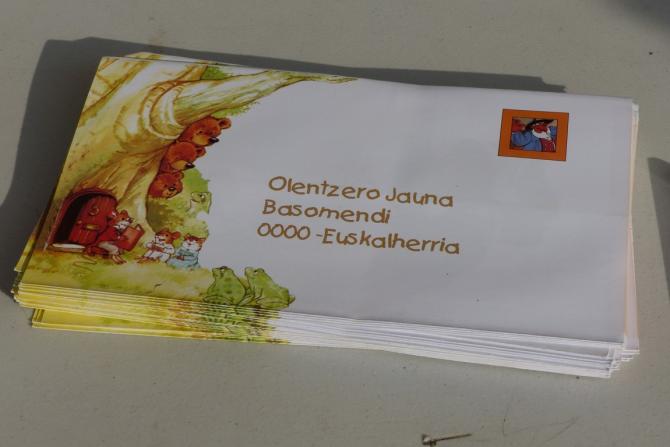 Olentzero Jauna
Basomendi
0000 -Euskalherria